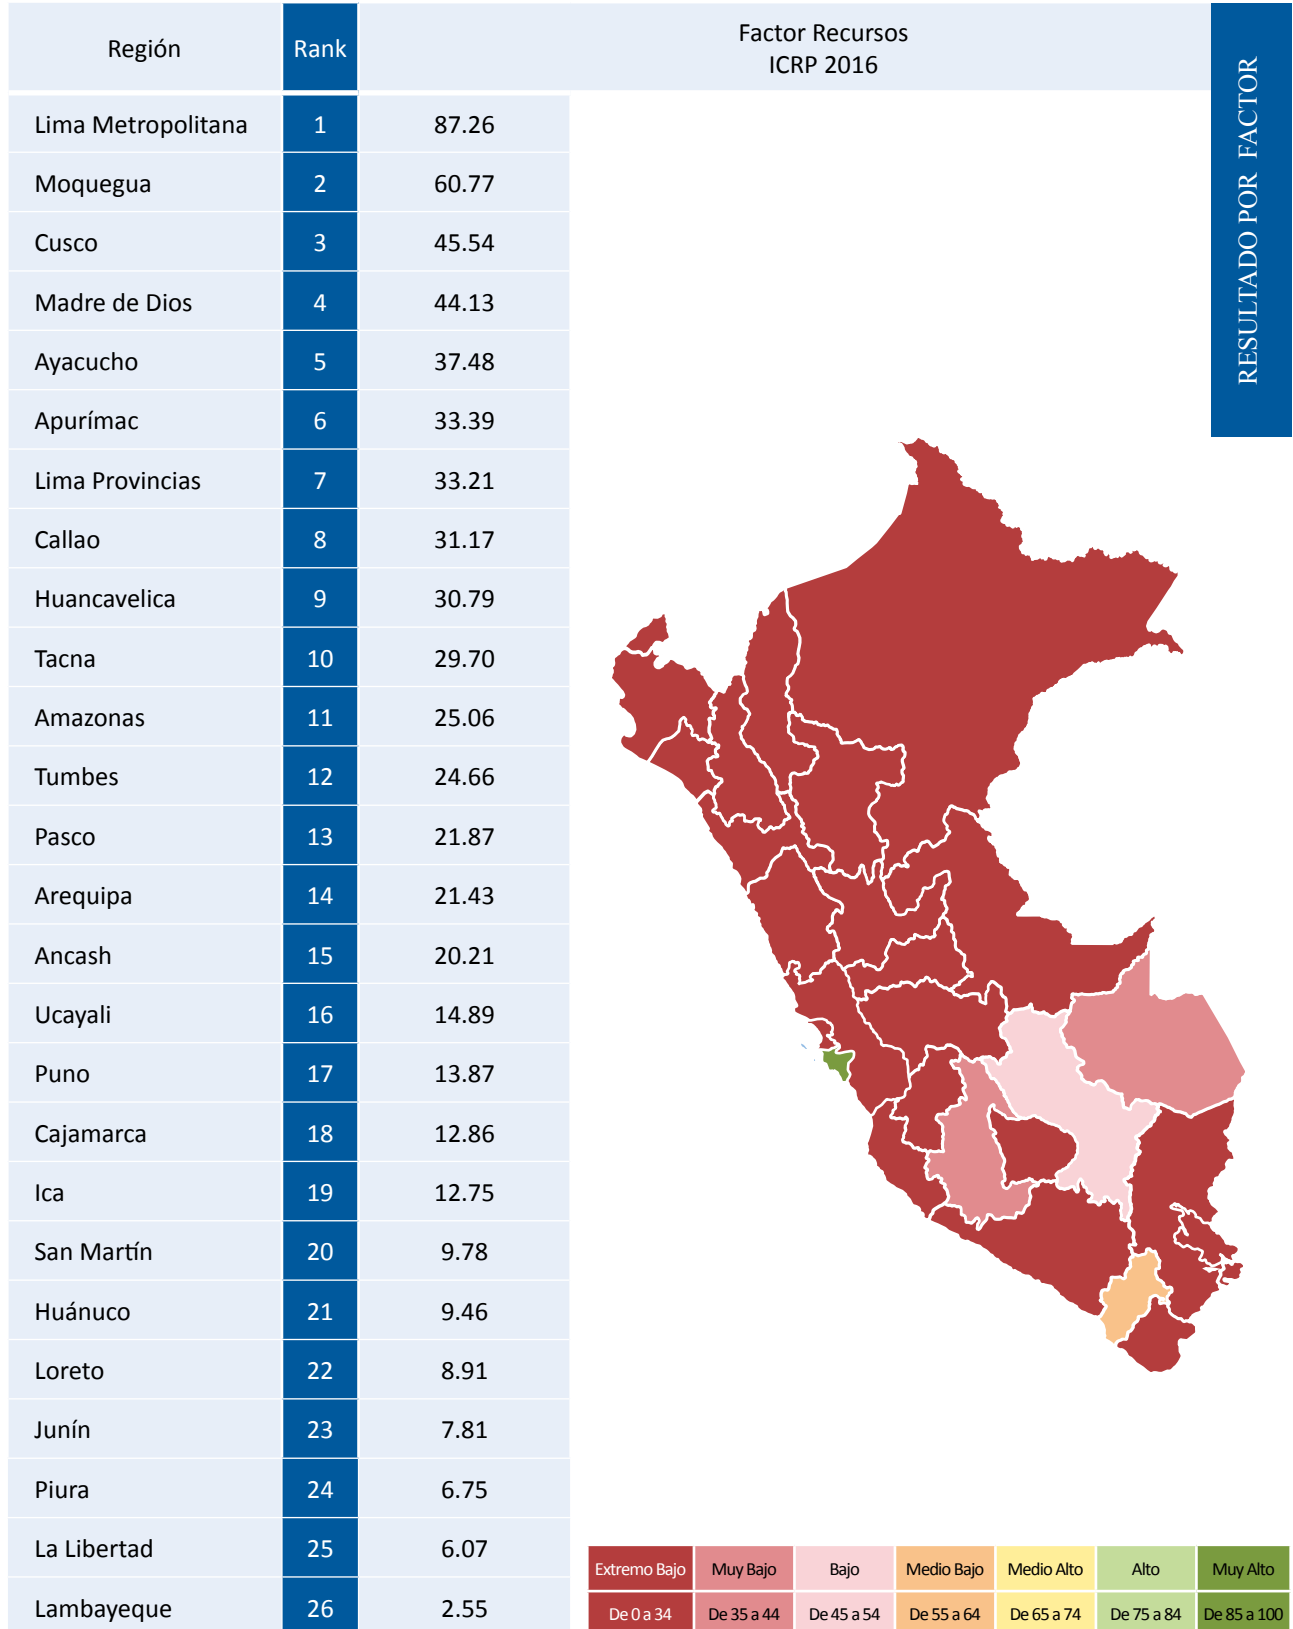 Región Rank Factor Recursos
ICRP 2016
RESULTADO POR FACTOR
Lima Metropolitana 1 87.26
Moquegua 2 60.77
Cusco 3 45.54
Madre de Dios 4 44.13
Ayacucho 5 37.48
Apurímac 6 33.39
Lima Provincias 7 33.21
Callao 8 31.17
Huancavelica 9 30.79
Tacna 10 29.70
Amazonas 11 25.06
Tumbes 12 24.66
Pasco 13 21.87
Arequipa 14 21.43
Ancash 15 20.21
Ucayali 16 14.89
Puno 17 13.87
Cajamarca 18 12.86
Ica 19 12.75
San Martín 20 9.78
Huánuco 21 9.46
Loreto 22 8.91
Junín 23 7.81
Piura 24 6.75
La Libertad 25 6.07
Lambayeque 26 2.55
Extremo Bajo Muy Bajo Bajo Medio Bajo Medio Alto Alto Muy Alto
De 0 a 34 De 35 a 44 De 45 a 54 De 55 a 64 De 65 a 74 De 75 a 84 De 85 a 100